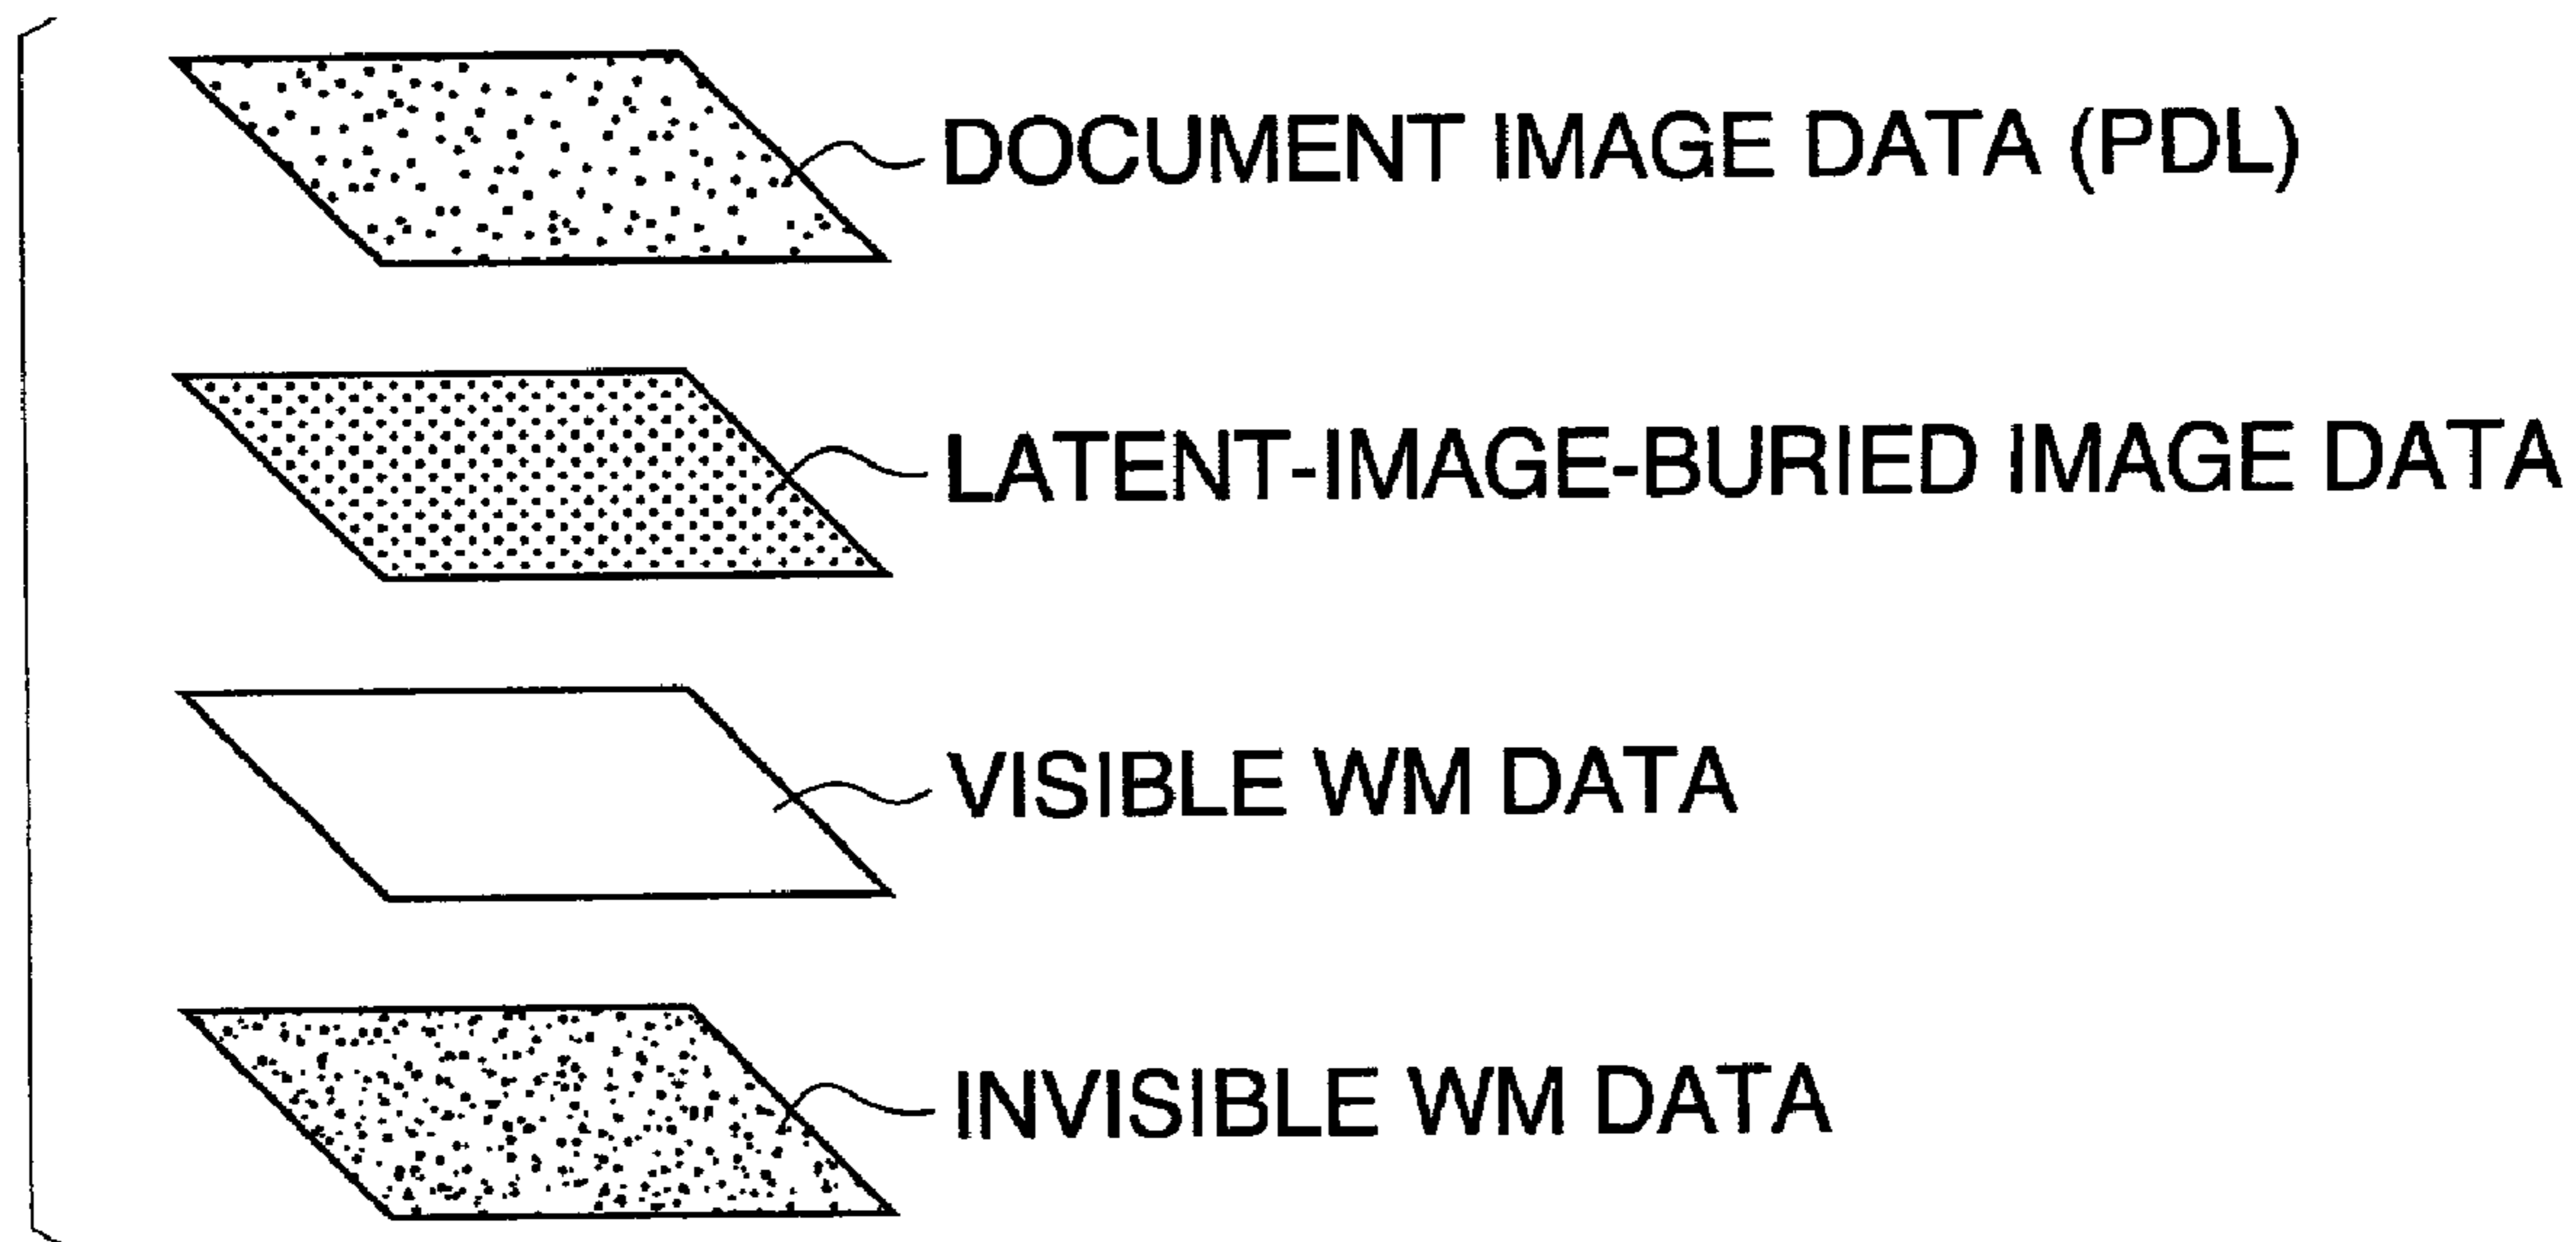 DOCUMENT IMAGE DATA (PDL)
LATENT-IMAGE-BURIED IMAGE DATA
VISIBLE WM DATA
INVISIBLE WM DATA